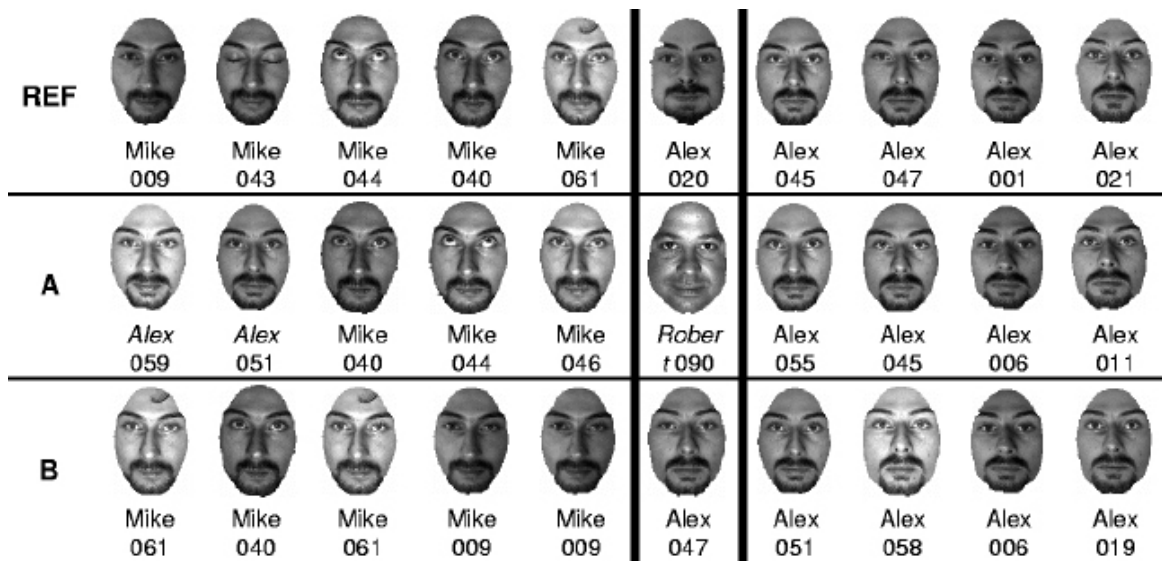 REF
Mike Mike Mike Mike Mike Alex Alex Alex Alex Alex
009 043 044 040 061 020 045 047 001 021
A
Alex Alex Mike Mike Mike Rober Alex Alex Alex Alex
059 051 040 044 046 t 090 055 045 006 011
B
Mike Mike Mike Mike Mike Alex Alex Alex Alex Alex
061 040 061 009 009 047 051 058 006 019